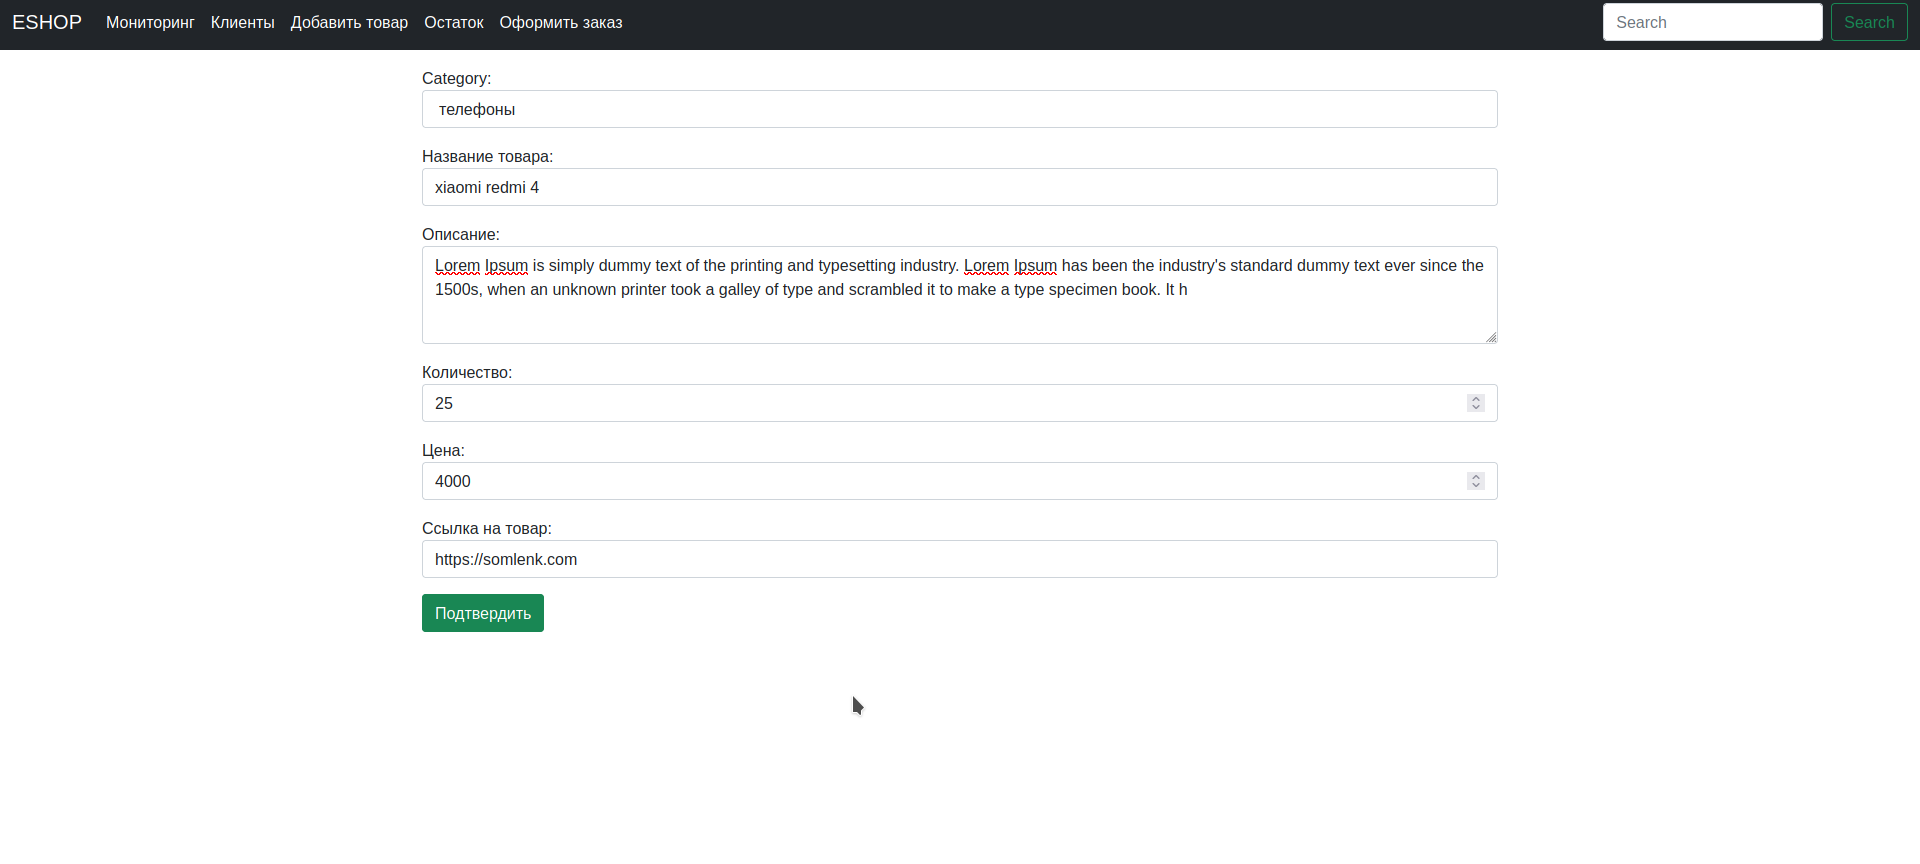 ESHOP Мониторинг Клиенты Добавить товар Остаток Оформить заказ Search Search
Category:
телефоны
Название товара:
xiaomi redmi 4
Описание:
Lorem Ipsum is simply dummy text of the printing and typesetting industry. Lorem Ipsum has been the industry's standard dummy text ever since the
1500s, when an unknown printer took a galley of type and scrambled it to make a type specimen book. It h
Количество:
25
Цена:
4000
Ссылка на товар:
https://somlenk.com
Подтвердить